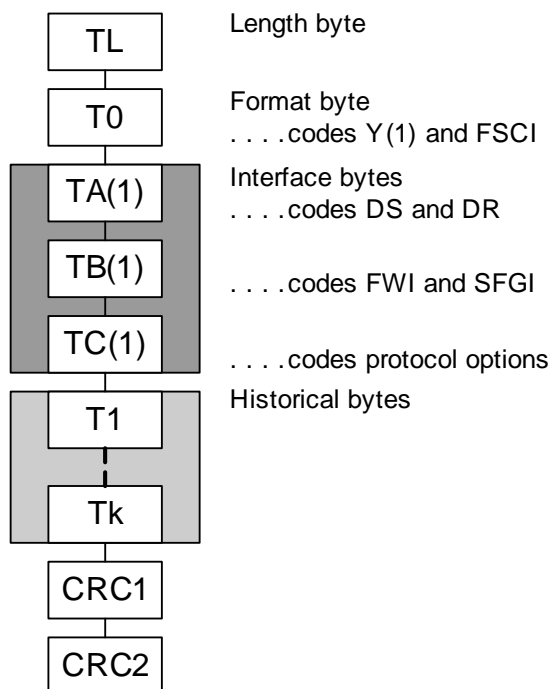 TL Length byte
T0 Format byte
. . . . codes Y(1) and FSCI
TA(1) Interface bytes
. . . . codes DS and DR
TB(1) . . . . codes FWI and SFGI
TC(1) . . . . codes protocol options
T1 Historical bytes
Tk
CRC1
CRC2